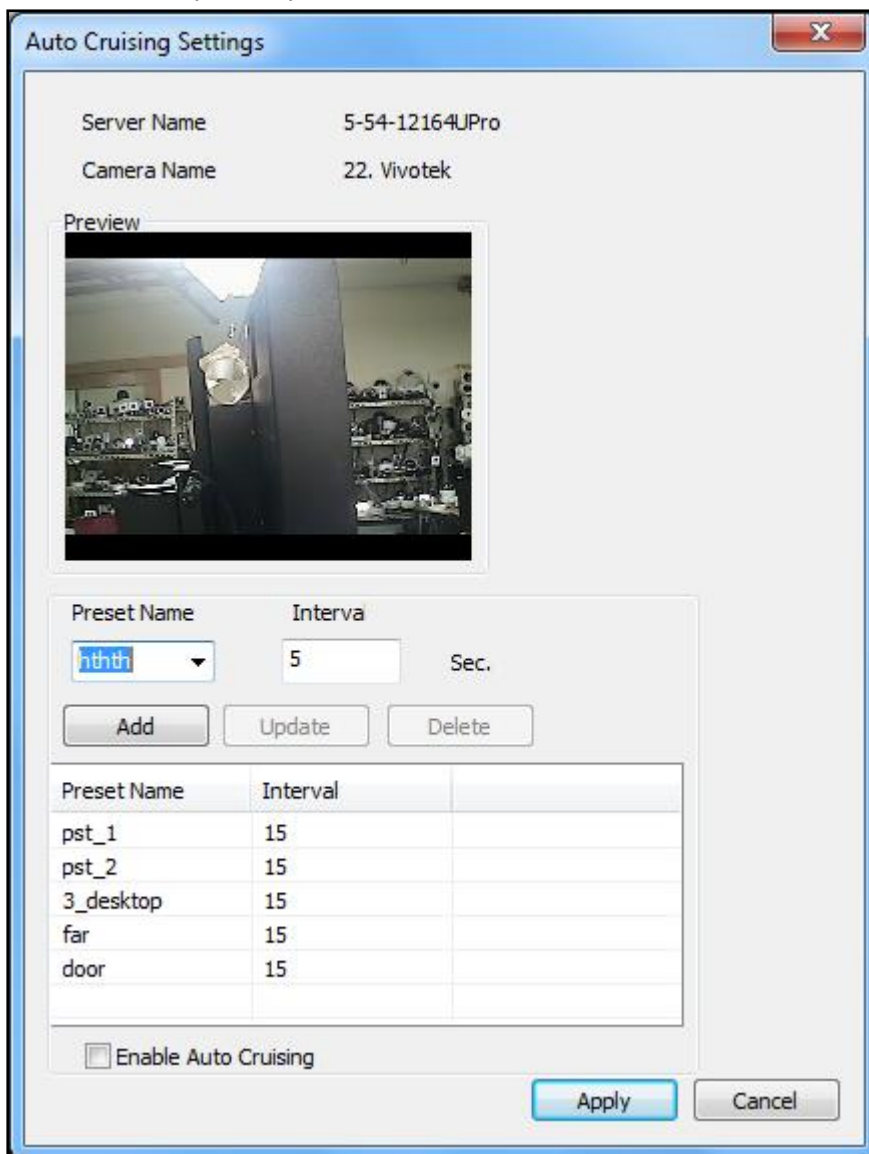 Auto Cruising Settings
Server Name 5-54-12164UPro
Camera Name 22. Vivotek
Preview
Preset Name Interval
hthth 5 Sec.
Add Update Delete
Preset Name Interval
pst_1 15
pst_2 15
3_desktop 15
far 15
door 15
Enable Auto Cruising
Apply Cancel